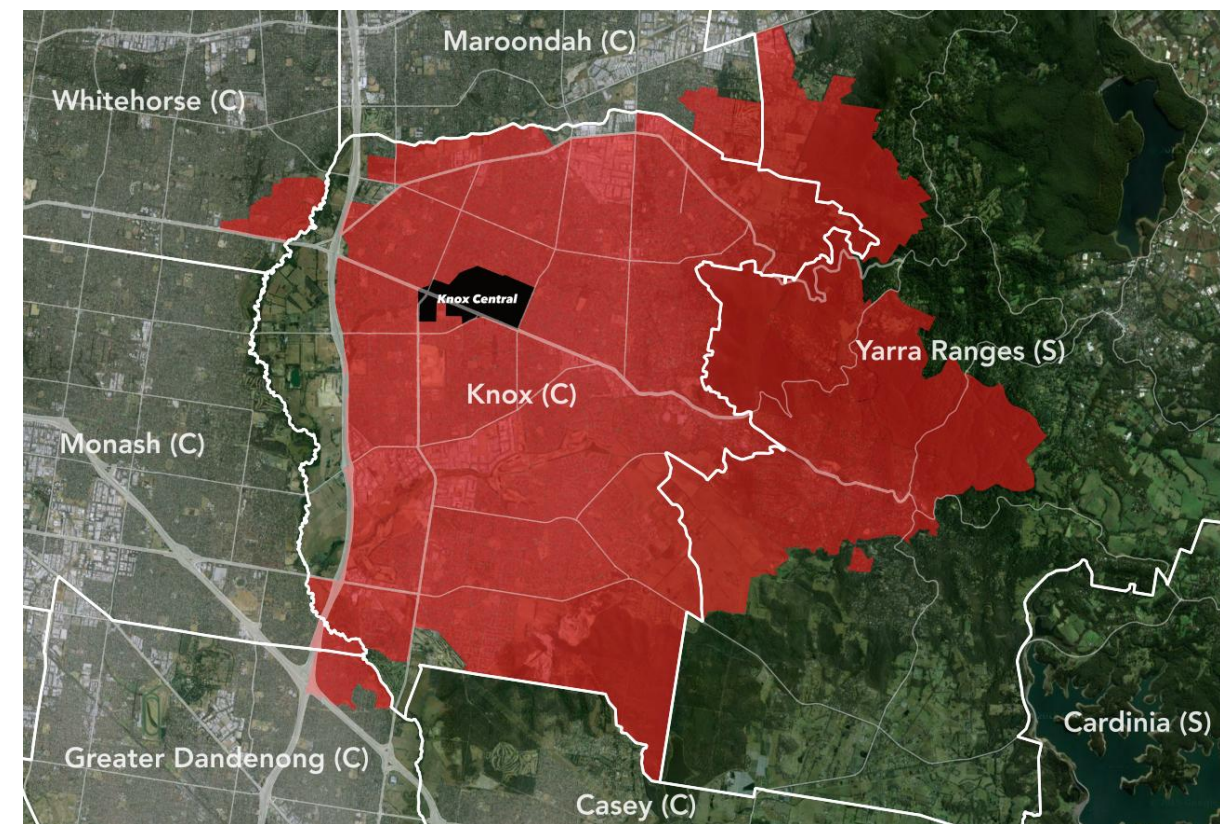 Maroondah (C)
Whitehorse (C)
Knox Central
Yarra Ranges (S)
Knox (C)
Monash (C)
Cardinia (S)
Greater Dandenong (C)
Casey (C)